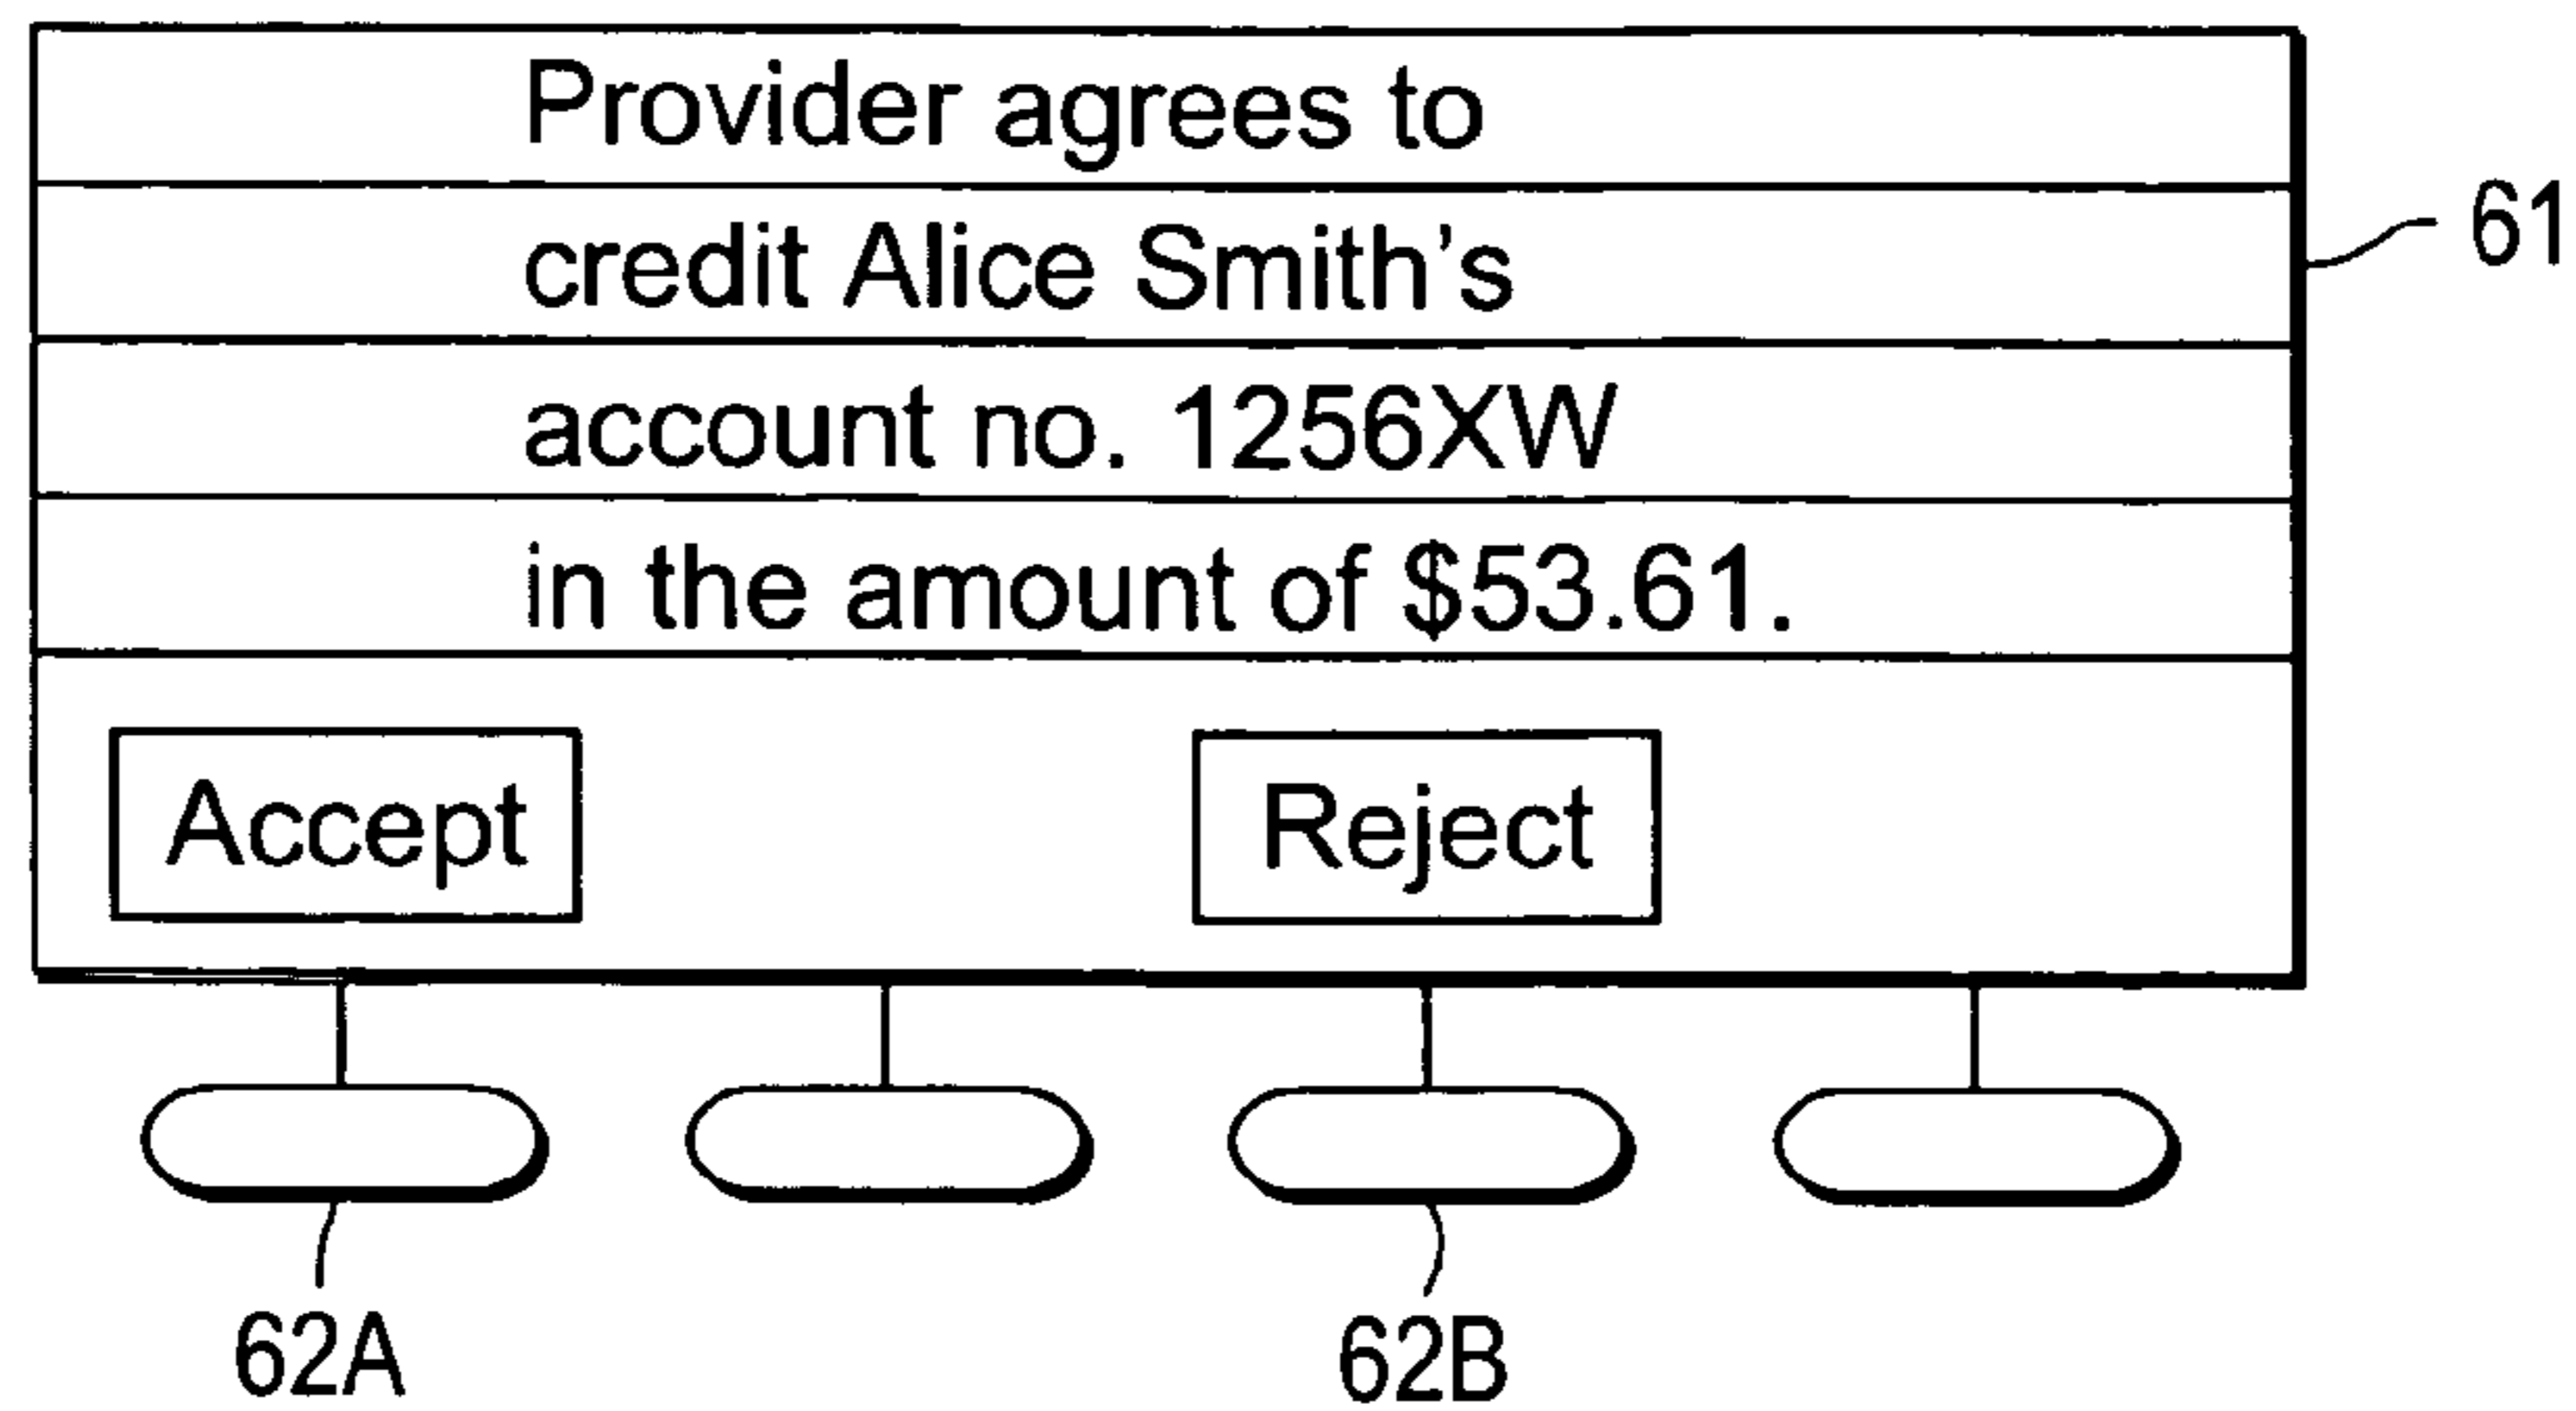 Provider agrees to
credit Alice Smith’s
account no. 1256XW
in the amount of $53.61.
Accept Reject
61
62A 62B